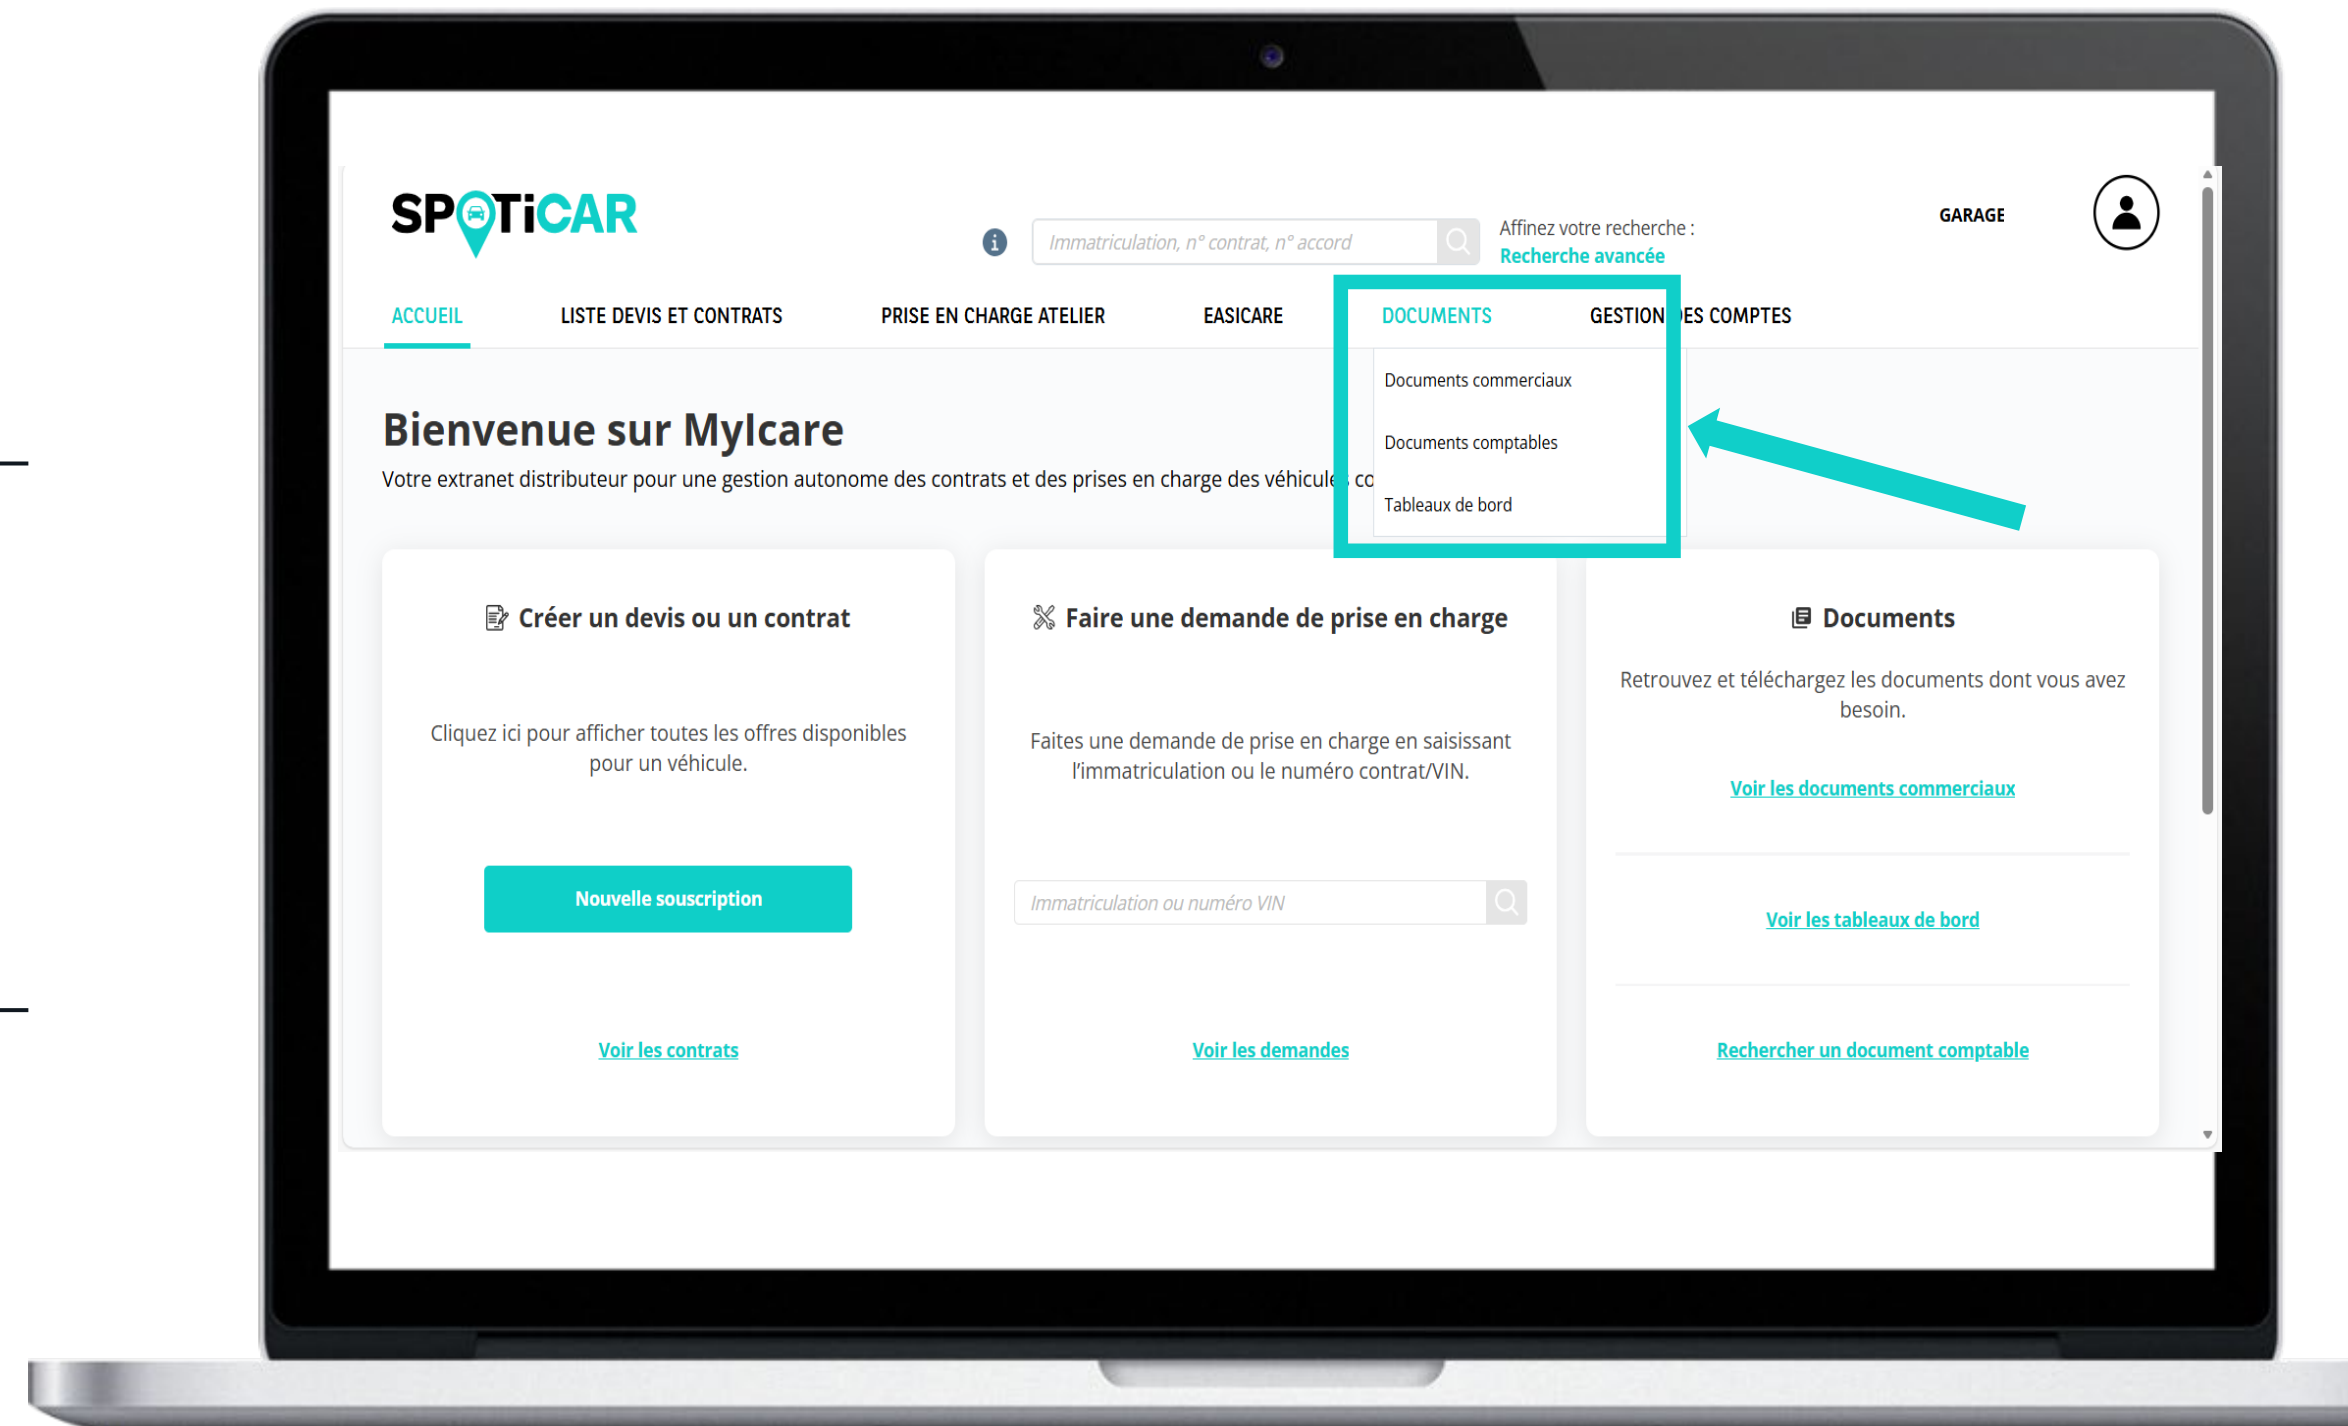 SPOTiCAR
Immatriculation, n° contrat, n° accord
Affinez votre recherche :
Recherche avancée
GARAGE
ACCUEIL
LISTE DEVIS ET CONTRATS
PRISE EN CHARGE ATELIER
EASICARE
DOCUMENTS
GESTION DES COMPTES
Documents commerciaux
Documents comptables
Tableaux de bord
Bienvenue sur MyIcare
Votre extranet distributeur pour une gestion autonome des contrats et des prises en charge des véhicules co
Créer un devis ou un contrat
Cliquez ici pour afficher toutes les offres disponibles
pour un véhicule.
Nouvelle souscription
Voir les contrats
Faire une demande de prise en charge
Faites une demande de prise en charge en saisissant
l'immatriculation ou le numéro contrat/VIN.
Immatriculation ou numéro VIN
Voir les demandes
Documents
Retrouvez et téléchargez les documents dont vous avez
besoin.
Voir les documents commerciaux
Voir les tableaux de bord
Rechercher un document comptable